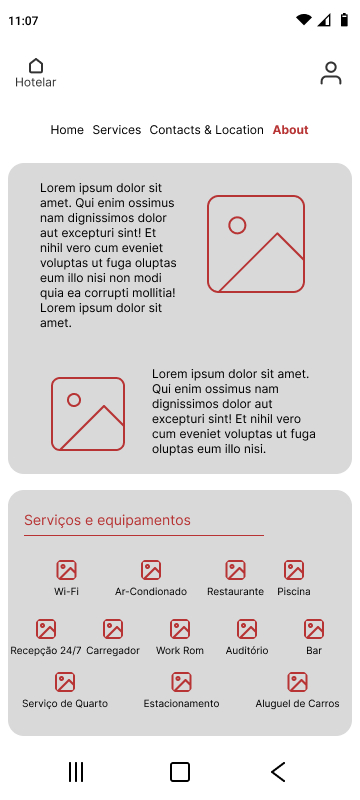 11:07
Hotelar
Home Services Contacts & Location About
Lorem ipsum dolor sit
amet. Qui enim ossimus
nam dignissimos dolor
aut excepturi sint! Et
nihil vero cum eveniet
voluptas ut fuga oluptas
eum illo nisi non modi
quia ea corrupti mollitia!
Lorem ipsum dolor sit
amet.
Lorem ipsum dolor sit amet.
Qui enim ossimus nam
dignissimos dolor aut
excepturi sint! Et nihil vero
cum eveniet voluptas ut fuga
oluptas eum illo nisi.
Serviços e equipamentos
Wi-Fi Ar-Condionado Restaurante Piscina
Recepção 24/7 Carregador Work Rom Auditório Bar
Serviço de Quarto Estacionamento Aluguel de Carros